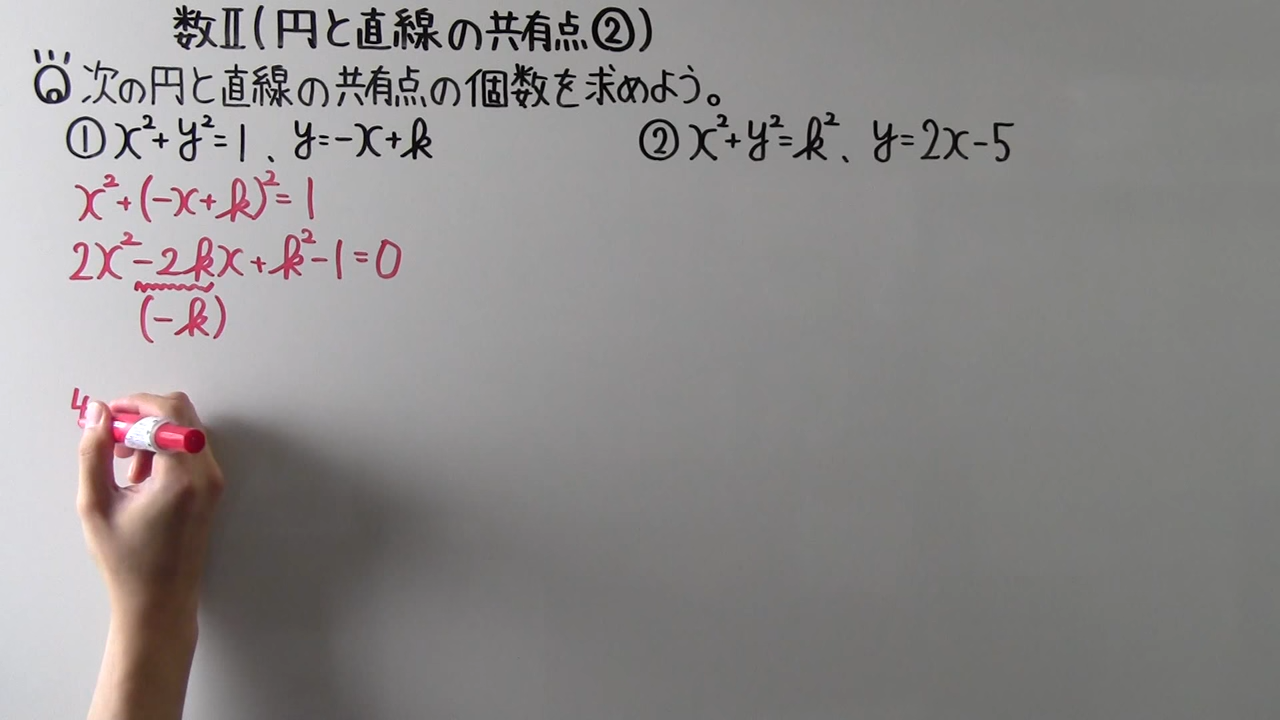 数Ⅱ(円と直線の共有点②)
Q 次の円と直線の共有点の個数を求めよう。
① x²+y²=1、y=-x+k
② x²+y²=k²、y=2x-5
x²+(-x+k)²=1
2x²-2kx+k²-1=0
(-k)
4